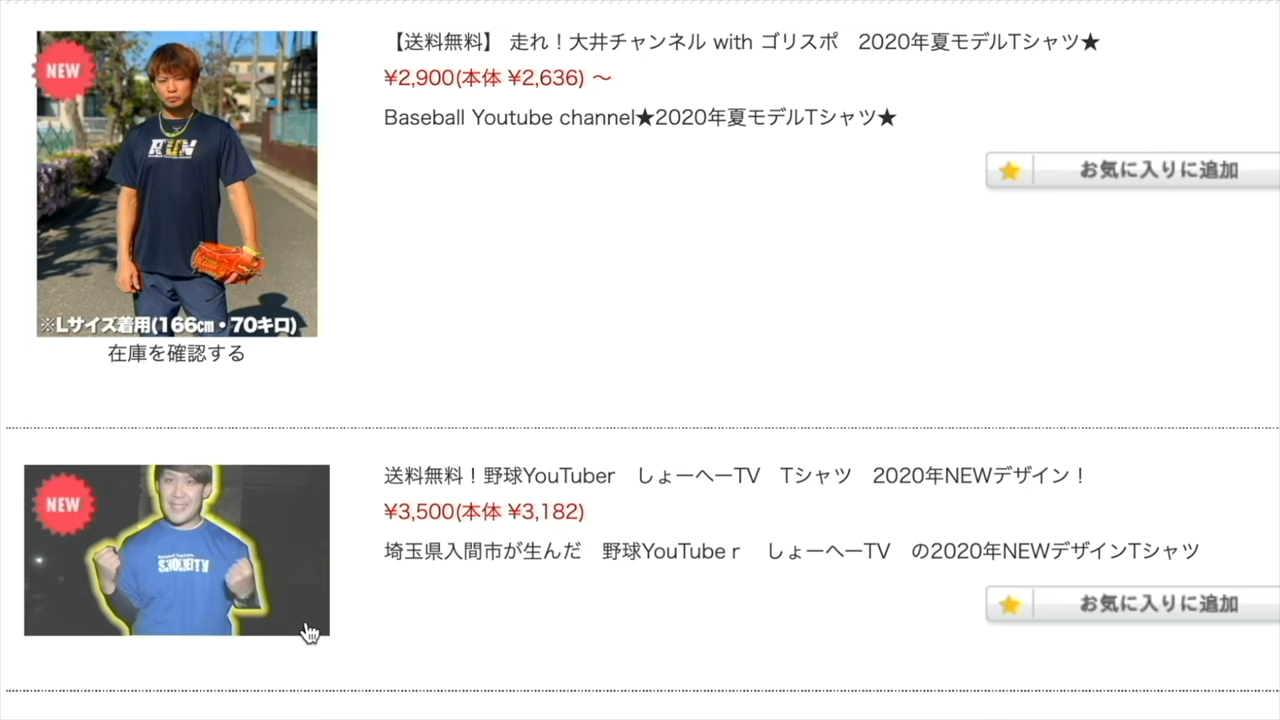 NEW
RUN
※Lサイズ着用(166㎝・70キロ)
在庫を確認する
【送料無料】 走れ！大井チャンネル with ゴリスポ　2020年夏モデルTシャツ★
¥2,900(本体 ¥2,636) ～
Baseball Youtube channel★2020年夏モデルTシャツ★
お気に入りに追加
NEW
Baseball YouTube
SHOHEITV
送料無料！野球YouTuber　しょーへーTV　Tシャツ　2020年NEWデザイン！
¥3,500(本体 ¥3,182)
埼玉県入間市が生んだ　野球YouTubeｒ　しょーへーTV　の2020年NEWデザインTシャツ
お気に入りに追加